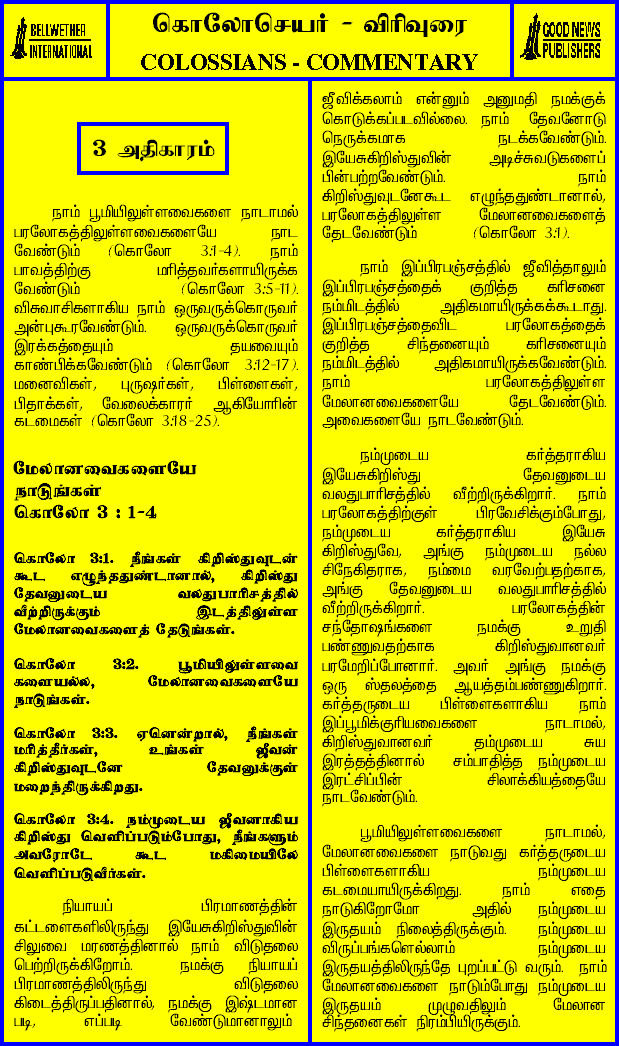 BELLWETHER
INTERNATIONAL
கொலோசெயர் - விரிவுரை
COLOSSIANS - COMMENTARY
GOOD NEWS
PUBLISHERS
3 அதிகாரம்
நாம் பூமியிலுள்ளவைகளை நாடாமல்
பரலோகத்திலுள்ளவைகளையே நாட
வேண்டும் (கொலோ 3:1-4). நாம்
பாவத்திற்கு மரித்தவர்களாயிருக்க
வேண்டும் (கொலோ 3:5-11).
விசுவாசிகளாகிய நாம் ஒருவருக்கொருவர்
அன்புகூரவேண்டும். ஒருவருக்கொருவர்
இரக்கத்தையும் தயவையும்
காண்பிக்கவேண்டும் (கொலோ 3:12-17).
மனைவிகள், புருஷர்கள், பிள்ளைகள்,
பிதாக்கள், வேலைக்காரர் ஆகியோரின்
கடமைகள் (கொலோ 3:18-25).
மேலானவைகளையே
நாடுங்கள்
கொலோ 3 : 1-4
கொலோ 3:1. நீங்கள் கிறிஸ்துவுடன்
கூட எழுந்ததுண்டானால், கிறிஸ்து
தேவனுடைய வலதுபாரிசத்தில்
வீற்றிருக்கும் இடத்திலுள்ள
மேலானவைகளைத் தேடுங்கள்.
கொலோ 3:2. பூமியிலுள்ளவை
களையல்ல, மேலானவைகளையே
நாடுங்கள்.
கொலோ 3:3. ஏனென்றால், நீங்கள்
மரித்தீர்கள், உங்கள் ஜீவன்
கிறிஸ்துவுடனே தேவனுக்குள்
மறைந்திருக்கிறது.
கொலோ 3:4. நம்முடைய ஜீவனாகிய
கிறிஸ்து வெளிப்படும்போது, நீங்களும்
அவரோடே கூட மகிமையிலே
வெளிப்படுவீர்கள்.
நியாயப் பிரமாணத்தின்
கட்டளைகளிலிருந்து இயேசுகிறிஸ்துவின்
சிலுவை மரணத்தினால் நாம் விடுதலை
பெற்றிருக்கிறோம். நமக்கு நியாயப்
பிரமாணத்திலிருந்து விடுதலை
கிடைத்திருப்பதினால், நமக்கு இஷ்டமான
படி, எப்படி வேண்டுமானாலும்
ஜீவிக்கலாம் என்னும் அனுமதி நமக்குக்
கொடுக்கப்படவில்லை. நாம் தேவனோடு
நெருக்கமாக நடக்கவேண்டும்.
இயேசுகிறிஸ்துவின் அடிச்சுவடுகளைப்
பின்பற்றவேண்டும். நாம்
கிறிஸ்துவுடனேகூட எழுந்ததுண்டானால்,
பரலோகத்திலுள்ள மேலானவைகளைத்
தேடவேண்டும் (கொலோ 3:1).
நாம் இப்பிரபஞ்சத்தில் ஜீவித்தாலும்
இப்பிரபஞ்சத்தைக் குறித்த கரிசனை
நம்மிடத்தில் அதிகமாயிருக்கக்கூடாது.
இப்பிரபஞ்சத்தைவிட பரலோகத்தைக்
குறித்த சிந்தனையும் கரிசனையும்
நம்மிடத்தில் அதிகமாயிருக்கவேண்டும்.
நாம் பரலோகத்திலுள்ள
மேலானவைகளையே தேடவேண்டும்.
அவைகளையே நாடவேண்டும்.
நம்முடைய கர்த்தராகிய
இயேசுகிறிஸ்து தேவனுடைய
வலதுபாரிசத்தில் வீற்றிருக்கிறார். நாம்
பரலோகத்திற்குள் பிரவேசிக்கும்போது,
நம்முடைய கர்த்தராகிய இயேசு
கிறிஸ்துவே, அங்கு நம்முடைய நல்ல
சிநேகிதராக, நம்மை வரவேற்பதற்காக,
அங்கு தேவனுடைய வலதுபாரிசத்தில்
வீற்றிருக்கிறார். பரலோகத்தின்
சந்தோஷங்களை நமக்கு உறுதி
பண்ணுவதற்காக கிறிஸ்துவானவர்
பரமேறிப்போனார். அவர் அங்கு நமக்கு
ஒரு ஸ்தலத்தை ஆயத்தம்பண்ணுகிறார்.
கர்த்தருடைய பிள்ளைகளாகிய நாம்
இப்பூமிக்குரியவைகளை நாடாமல்,
கிறிஸ்துவானவர் தம்முடைய சுய
இரத்தத்தினால் சம்பாதித்த நம்முடைய
இரட்சிப்பின் சிலாக்கியத்தையே
நாடவேண்டும்.
பூமியிலுள்ளவைகளை நாடாமல்,
மேலானவைகளை நாடுவது கர்த்தருடைய
பிள்ளைகளாகிய நம்முடைய
கடமையாயிருக்கிறது. நாம் எதை
நாடுகிறோமோ அதில் நம்முடைய
இருதயம் நிலைத்திருக்கும். நம்முடைய
விருப்பங்களெல்லாம் நம்முடைய
இருதயத்திலிருந்தே புறப்பட்டு வரும். நாம்
மேலானவைகளை நாடும்போது நம்முடைய
இருதயம் முழுவதிலும் மேலான
சிந்தனைகள் நிரம்பியிருக்கும்.